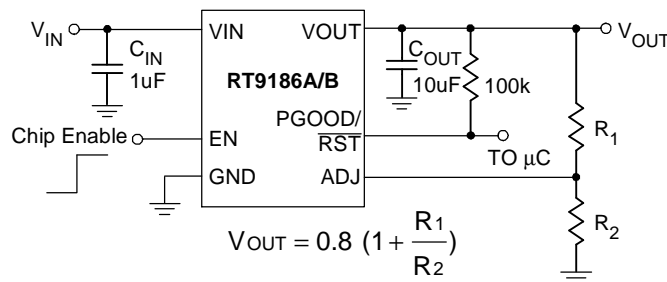 VIN
CIN
1uF
Chip Enable
VIN
EN
GND
RT9186A/B
VOUT
PGOOD/
RST
ADJ
COUT
10uF
100k
TO μC
VOUT
R1
R2
VOUT = 0.8 (1 + R1/R2)